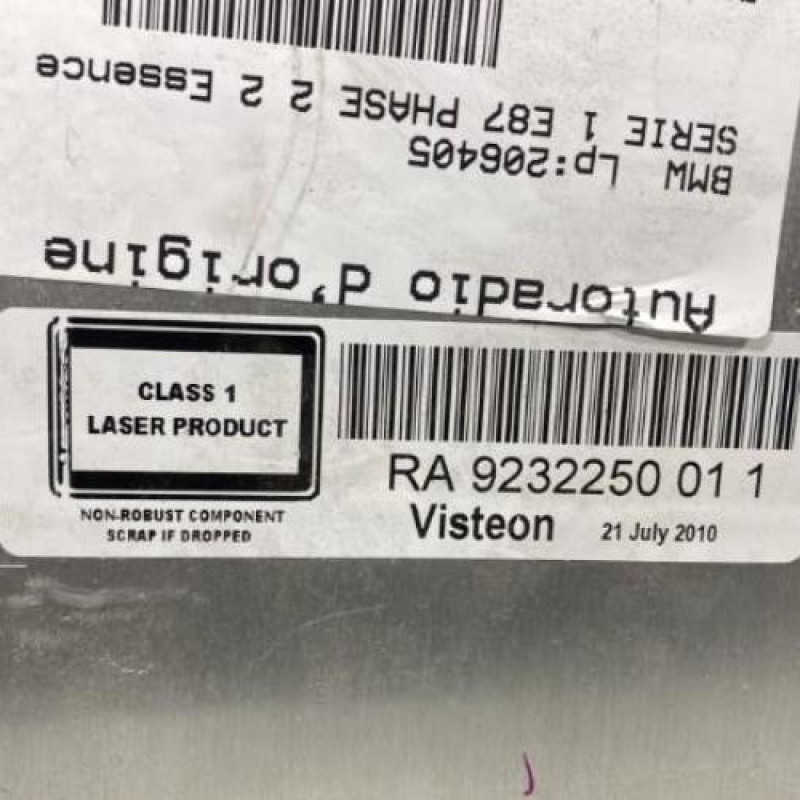 Autoradio d'origine
BMW Lp:206405
SERIE 1 E87 PHASE 2 2 Essence
CLASS 1
LASER PRODUCT
NON-ROBUST COMPONENT
SCRAP IF DROPPED
RA 9232250 01 1
Visteon 21 July 2010